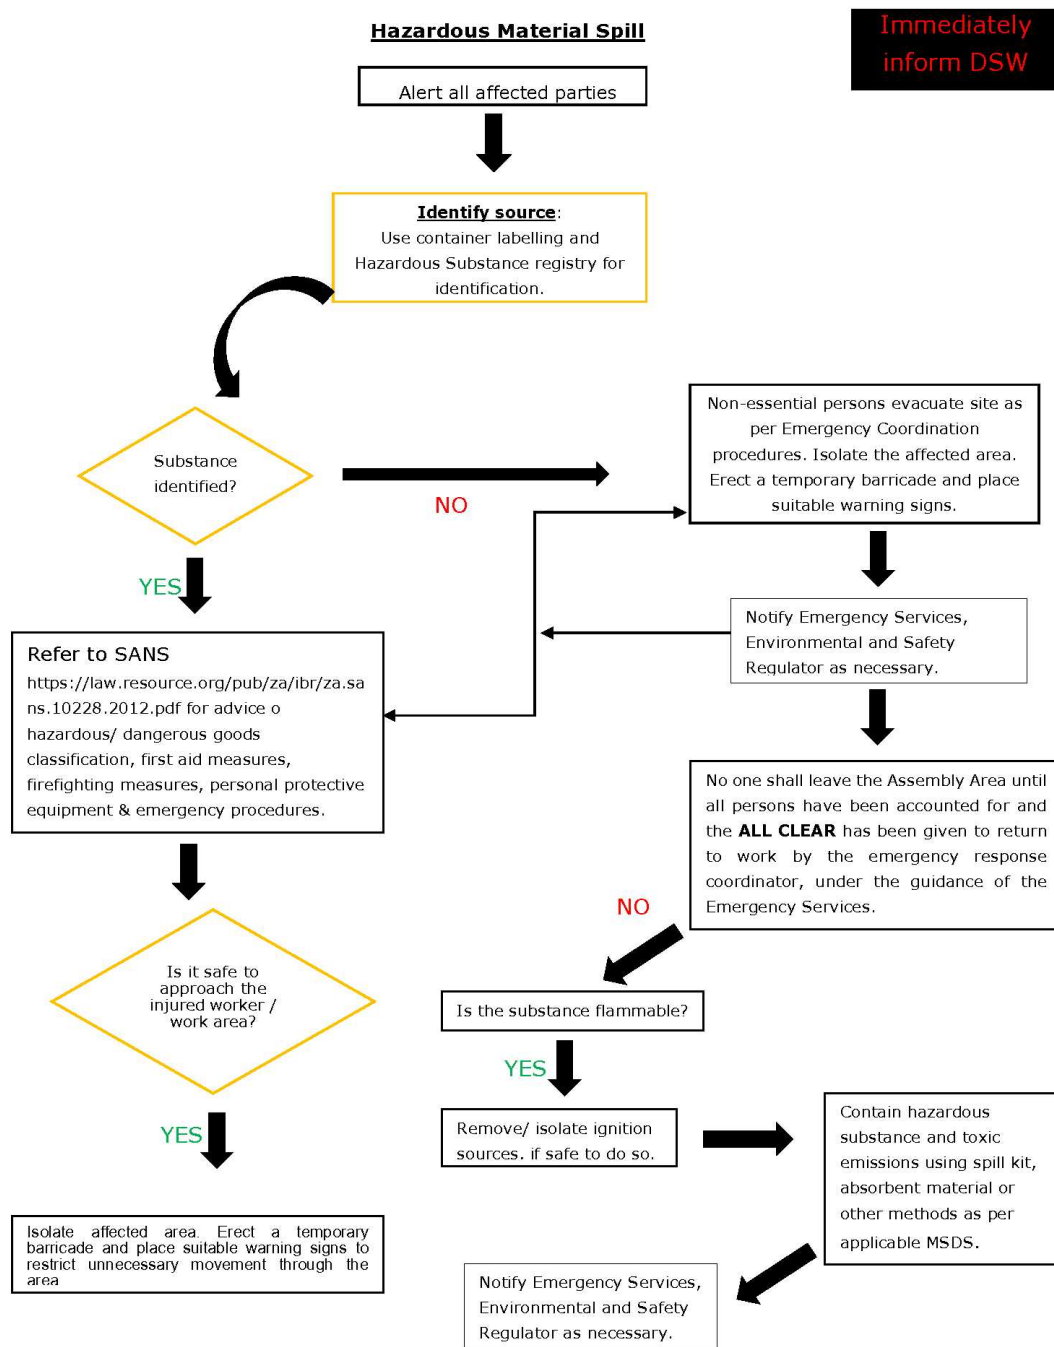 Hazardous Material Spill
Immediately
inform DSW
Alert all affected parties
Identify source:
Use container labelling and
Hazardous Substance registry for
identification.
Substance
identified?
NO
YES
Non-essential persons evacuate site as
per Emergency Coordination
procedures. Isolate the affected area.
Erect a temporary barricade and place
suitable warning signs.
Notify Emergency Services,
Environmental and Safety
Regulator as necessary.
Refer to SANS
https://law.resource.org/pub/za/ibr/za.sa
ns.10228.2012.pdf for advice o
hazardous/ dangerous goods
classification, first aid measures,
firefighting measures, personal protective
equipment & emergency procedures.
No one shall leave the Assembly Area until
all persons have been accounted for and
the ALL CLEAR has been given to return
to work by the emergency response
coordinator, under the guidance of the
Emergency Services.
NO
Is it safe to
approach the
injured worker /
work area?
YES
Isolate affected area. Erect a temporary
barricade and place suitable warning signs to
restrict unnecessary movement through the
area
Is the substance flammable?
YES
Remove/ isolate ignition
sources. if safe to do so.
Contain hazardous
substance and toxic
emissions using spill kit,
absorbent material or
other methods as per
applicable MSDS.
Notify Emergency Services,
Environmental and Safety
Regulator as necessary.